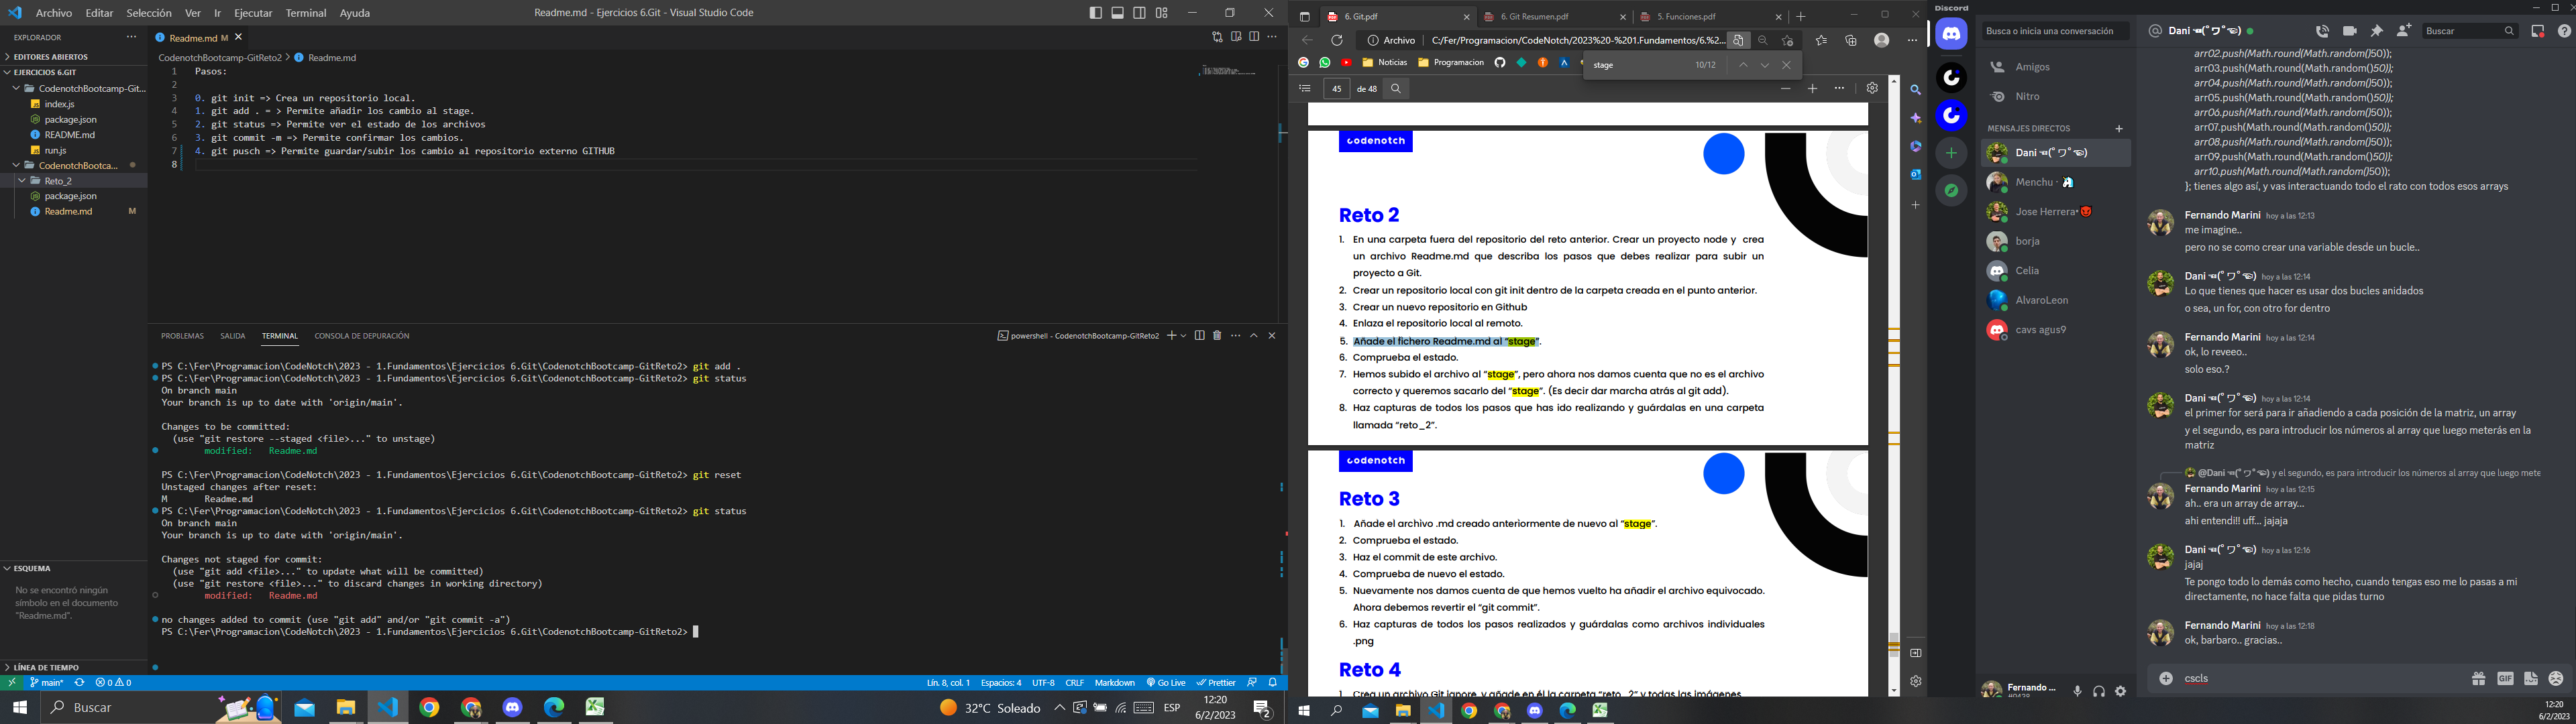 Archivo Editar Selección Ver Ir Ejecutar Terminal Ayuda
Readme.md - Ejercicios 6.Git - Visual Studio Code
EXPLORADOR
EDITORES ABIERTOS
EJERCICIOS 6.GIT
CodenotchBootcamp-Git...
index.js
package.json
README.md
run.js
CodenotchBootca...
Reto_2
package.json
Readme.md M
ESQUEMA
No se encontró ningún
símbolo en el documento
"Readme.md".
LÍNEA DE TIEMPO
Readme.md M
CodenotchBootcamp-GitReto2 > Readme.md
1 Pasos:
2
3 0. git init => Crea un repositorio local.
4 1. git add . = > Permite añadir los cambio al stage.
5 2. git status => Permite ver el estado de los archivos
6 3. git commit -m => Permite confirmar los cambios.
7 4. git pusch => Permite guardar/subir los cambio al repositorio externo GITHUB
8
PROBLEMAS SALIDA TERMINAL CONSOLA DE DEPURACIÓN
powershell - CodenotchBootcamp-GitReto2
PS C:\Fer\Programacion\CodeNotch\2023 - 1.Fundamentos\Ejercicios 6.Git\CodenotchBootcamp-GitReto2> git add .
PS C:\Fer\Programacion\CodeNotch\2023 - 1.Fundamentos\Ejercicios 6.Git\CodenotchBootcamp-GitReto2> git status
On branch main
Your branch is up to date with 'origin/main'.
Changes to be committed:
(use "git restore --staged <file>..." to unstage)
modified: Readme.md
PS C:\Fer\Programacion\CodeNotch\2023 - 1.Fundamentos\Ejercicios 6.Git\CodenotchBootcamp-GitReto2> git reset
Unstaged changes after reset:
M Readme.md
PS C:\Fer\Programacion\CodeNotch\2023 - 1.Fundamentos\Ejercicios 6.Git\CodenotchBootcamp-GitReto2> git status
On branch main
Your branch is up to date with 'origin/main'.
Changes not staged for commit:
(use "git add <file>..." to update what will be committed)
(use "git restore <file>..." to discard changes in working directory)
modified: Readme.md
no changes added to commit (use "git add" and/or "git commit -a")
PS C:\Fer\Programacion\CodeNotch\2023 - 1.Fundamentos\Ejercicios 6.Git\CodenotchBootcamp-GitReto2>
main* 0 0
Lín. 8, col. 1 Espacios: 4 UTF-8 CRLF Markdown Go Live Prettier
Buscar
32°C Soleado ESP 12:20
6/2/2023
2
6. Git.pdf
6. Git Resumen.pdf
5. Funciones.pdf
Archivo C:/Fer/Programacion/CodeNotch/2023%20-%201.Fundamentos/6.%2...
Noticias Programacion
stage 10/12
45 de 48
codenotch
Reto 2
1. En una carpeta fuera del repositorio del reto anterior. Crear un proyecto node y crea
un archivo Readme.md que describa los pasos que debes realizar para subir un
proyecto a Git.
2. Crear un repositorio local con git init dentro de la carpeta creada en el punto anterior.
3. Crear un nuevo repositorio en Github
4. Enlaza el repositorio local al remoto.
5. Añade el fichero Readme.md al "stage".
6. Comprueba el estado.
7. Hemos subido el archivo al "stage", pero ahora nos damos cuenta que no es el archivo
correcto y queremos sacarlo del "stage". (Es decir dar marcha atrás al git add).
8. Haz capturas de todos los pasos que has ido realizando y guárdalas en una carpeta
llamada "reto_2".
codenotch
Reto 3
1. Añade el archivo .md creado anteriormente de nuevo al "stage".
2. Comprueba el estado.
3. Haz el commit de este archivo.
4. Comprueba de nuevo el estado.
5. Nuevamente nos damos cuenta de que hemos vuelto ha añadir el archivo equivocado.
Ahora debemos revertir el "git commit".
6. Haz capturas de todos los pasos realizados y guárdalas como archivos individuales
.png
Reto 4
1. Crea un archivo Git ignore, y añade en él la carpeta "reto_2" y todas las imágenes
Discord
Busca o inicia una conversación
Amigos
Nitro
MENSAJES DIRECTOS
Dani ☜(ﾟヮﾟ☜)
Menchu ·
Jose Herrera•
borja
Celia
AlvaroLeon
cavs agus9
Fernando ...
#0438
Dani ☜(ﾟヮﾟ☜)
Buscar
arr02.push(Math.round(Math.random()50));
arr03.push(Math.round(Math.random()50));
arr04.push(Math.round(Math.random()50));
arr05.push(Math.round(Math.random()50));
arr06.push(Math.round(Math.random()50));
arr07.push(Math.round(Math.random()50));
arr08.push(Math.round(Math.random()50));
arr09.push(Math.round(Math.random()50));
arr10.push(Math.round(Math.random()50));
}; tienes algo así, y vas interactuando todo el rato con todos esos arrays
Fernando Marini hoy a las 12:13
me imagine..
pero no se como crear una variable desde un bucle..
Dani ☜(ﾟヮﾟ☜) hoy a las 12:14
Lo que tienes que hacer es usar dos bucles anidados
o sea, un for, con otro for dentro
Fernando Marini hoy a las 12:14
ok, lo reveeo..
solo eso.?
Dani ☜(ﾟヮﾟ☜) hoy a las 12:14
el primer for será para ir añadiendo a cada posición de la matriz, un array
y el segundo, es para introducir los números al array que luego meterás en la
matriz
@Dani ☜(ﾟヮﾟ☜) y el segundo, es para introducir los números al array que luego mete
Fernando Marini hoy a las 12:15
ah.. era un array de array...
ahi entendi!! uff... jajaja
Dani ☜(ﾟヮﾟ☜) hoy a las 12:16
jajaj
Te pongo todo lo demás como hecho, cuando tengas eso me lo pasas a mi
directamente, no hace falta que pidas turno
Fernando Marini hoy a las 12:18
ok, barbaro.. gracias..
cscls
GIF
12:20
6/2/2023